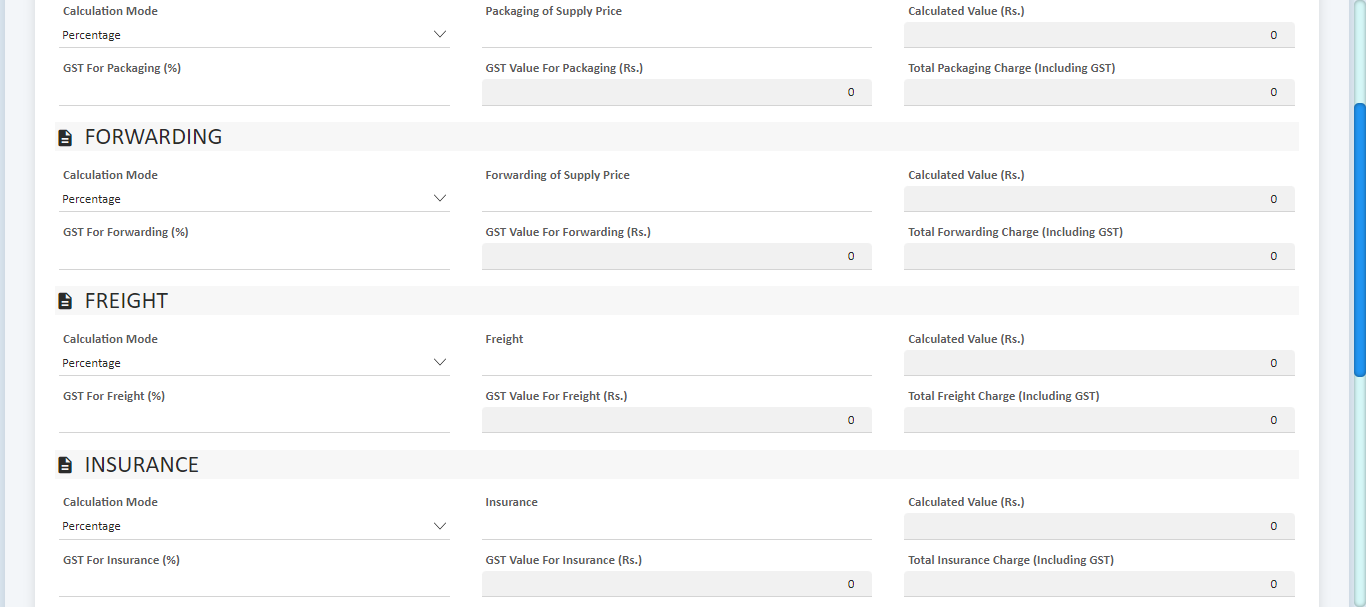 Calculation Mode Packaging of Supply Price Calculated Value (Rs.)
Percentage 0
GST For Packaging (%) GST Value For Packaging (Rs.) Total Packaging Charge (Including GST)
0 0
FORWARDING
Calculation Mode Forwarding of Supply Price Calculated Value (Rs.)
Percentage 0
GST For Forwarding (%) GST Value For Forwarding (Rs.) Total Forwarding Charge (Including GST)
0 0
FREIGHT
Calculation Mode Freight Calculated Value (Rs.)
Percentage 0
GST For Freight (%) GST Value For Freight (Rs.) Total Freight Charge (Including GST)
0 0
INSURANCE
Calculation Mode Insurance Calculated Value (Rs.)
Percentage 0
GST For Insurance (%) GST Value For Insurance (Rs.) Total Insurance Charge (Including GST)
0 0